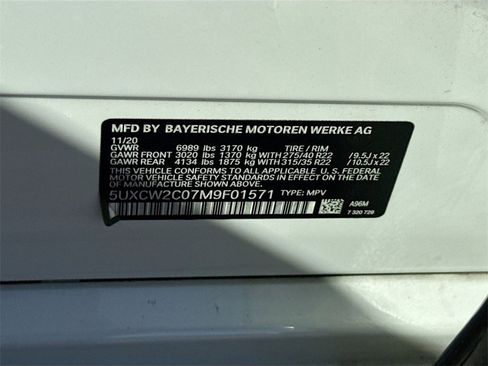 MFD BY BAYERISCHE MOTOREN WERKE AG
11/20
GVWR 6989 lbs 3170 kg TIRE / RIM
GAWR FRONT 3020 lbs 1370 kg WITH 275/40 R22 / 9.5J x 22
GAWR REAR 4134 lbs 1875 kg WITH 315/35 R22 / 10.5J x 22
THIS VEHICLE CONFORMS TO ALL APPLICABLE U. S. FEDERAL
MOTOR VEHICLE SAFETY STANDARDS IN EFFECT ON THE
DATE OF MANUFACTURE SHOWN ABOVE.
5UXCW2C07M9F01571 TYPE: MPV
A96M
7 320 729